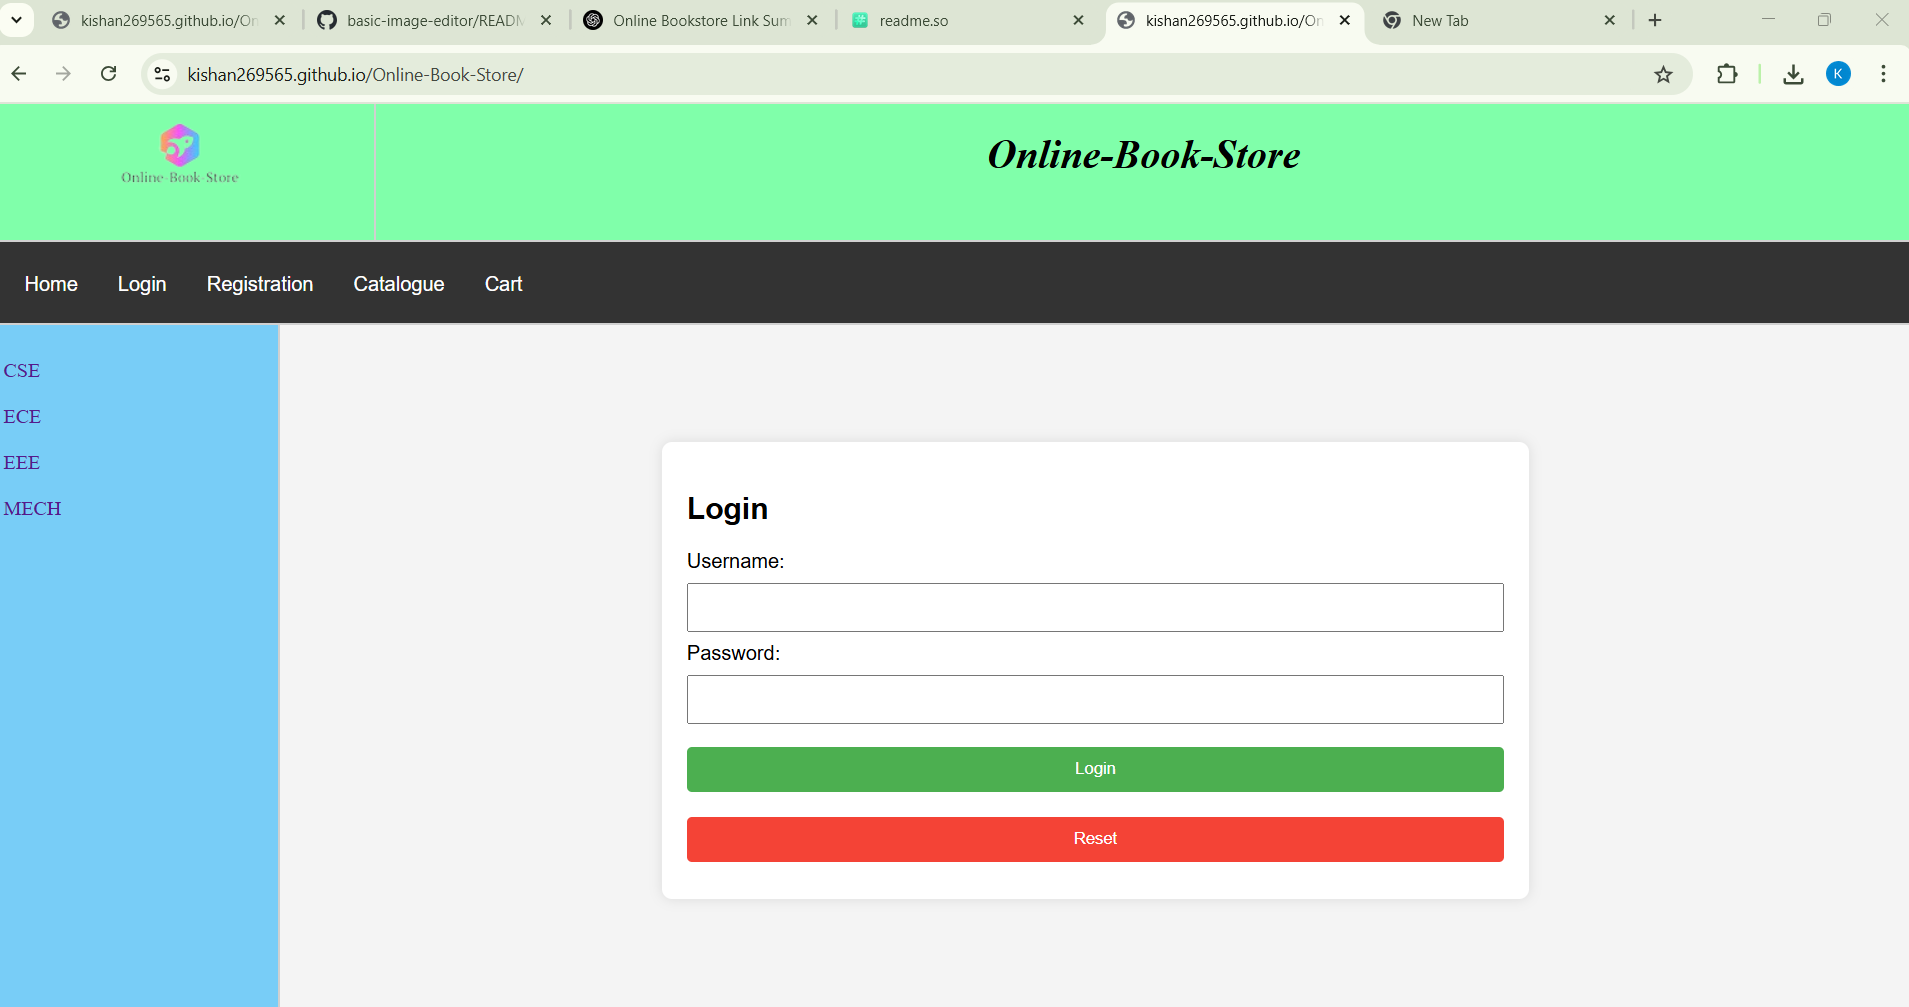 kishan269565.github.io/On
basic-image-editor/READM
Online Bookstore Link Sum
readme.so
kishan269565.github.io/On
New Tab
kishan269565.github.io/Online-Book-Store/
K
Online-Book-Store
Online-Book-Store
Home Login Registration Catalogue Cart
CSE
ECE
EEE
MECH
Login
Username:
Password:
Login
Reset